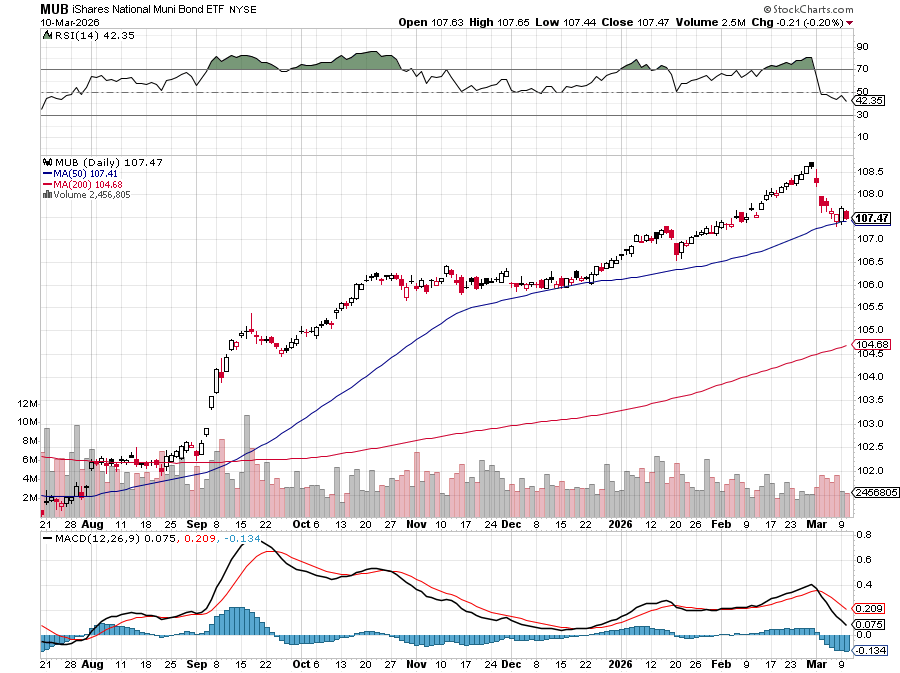 MUB iShares National Muni Bond ETF NYSE
© StockCharts.com
10-Mar-2026
Open 107.63 High 107.65 Low 107.44 Close 107.47 Volume 2.5M Chg -0.21 (-0.20%)
RSI(14) 42.35
90
70
50
42.35
30
10
MUB (Daily) 107.47
MA(50) 107.41
MA(200) 104.68
Volume 2,456,805
108.5
108.0
107.47
107.0
106.5
106.0
105.5
105.0
104.68
104.5
104.0
103.5
103.0
102.5
102.0
2456805
12M
10M
8M
6M
4M
2M
21 28 Aug 11 18 25 Sep 8 15 22 Oct 6 13 20 27 Nov 10 17 24 Dec 8 15 22 2026 12 20 26 Feb 9 17 23 Mar 9
MACD(12,26,9) 0.075, 0.209, -0.134
0.8
0.6
0.4
0.209
0.075
0.0
-0.134
21 28 Aug 11 18 25 Sep 8 15 22 Oct 6 13 20 27 Nov 10 17 24 Dec 8 15 22 2026 12 20 26 Feb 9 17 23 Mar 9